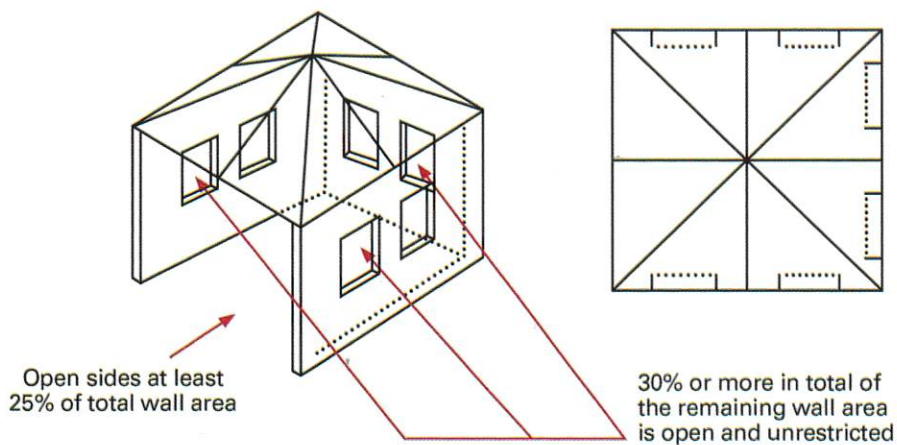 Open sides at least
25% of total wall area
30% or more in total of
the remaining wall area
is open and unrestricted